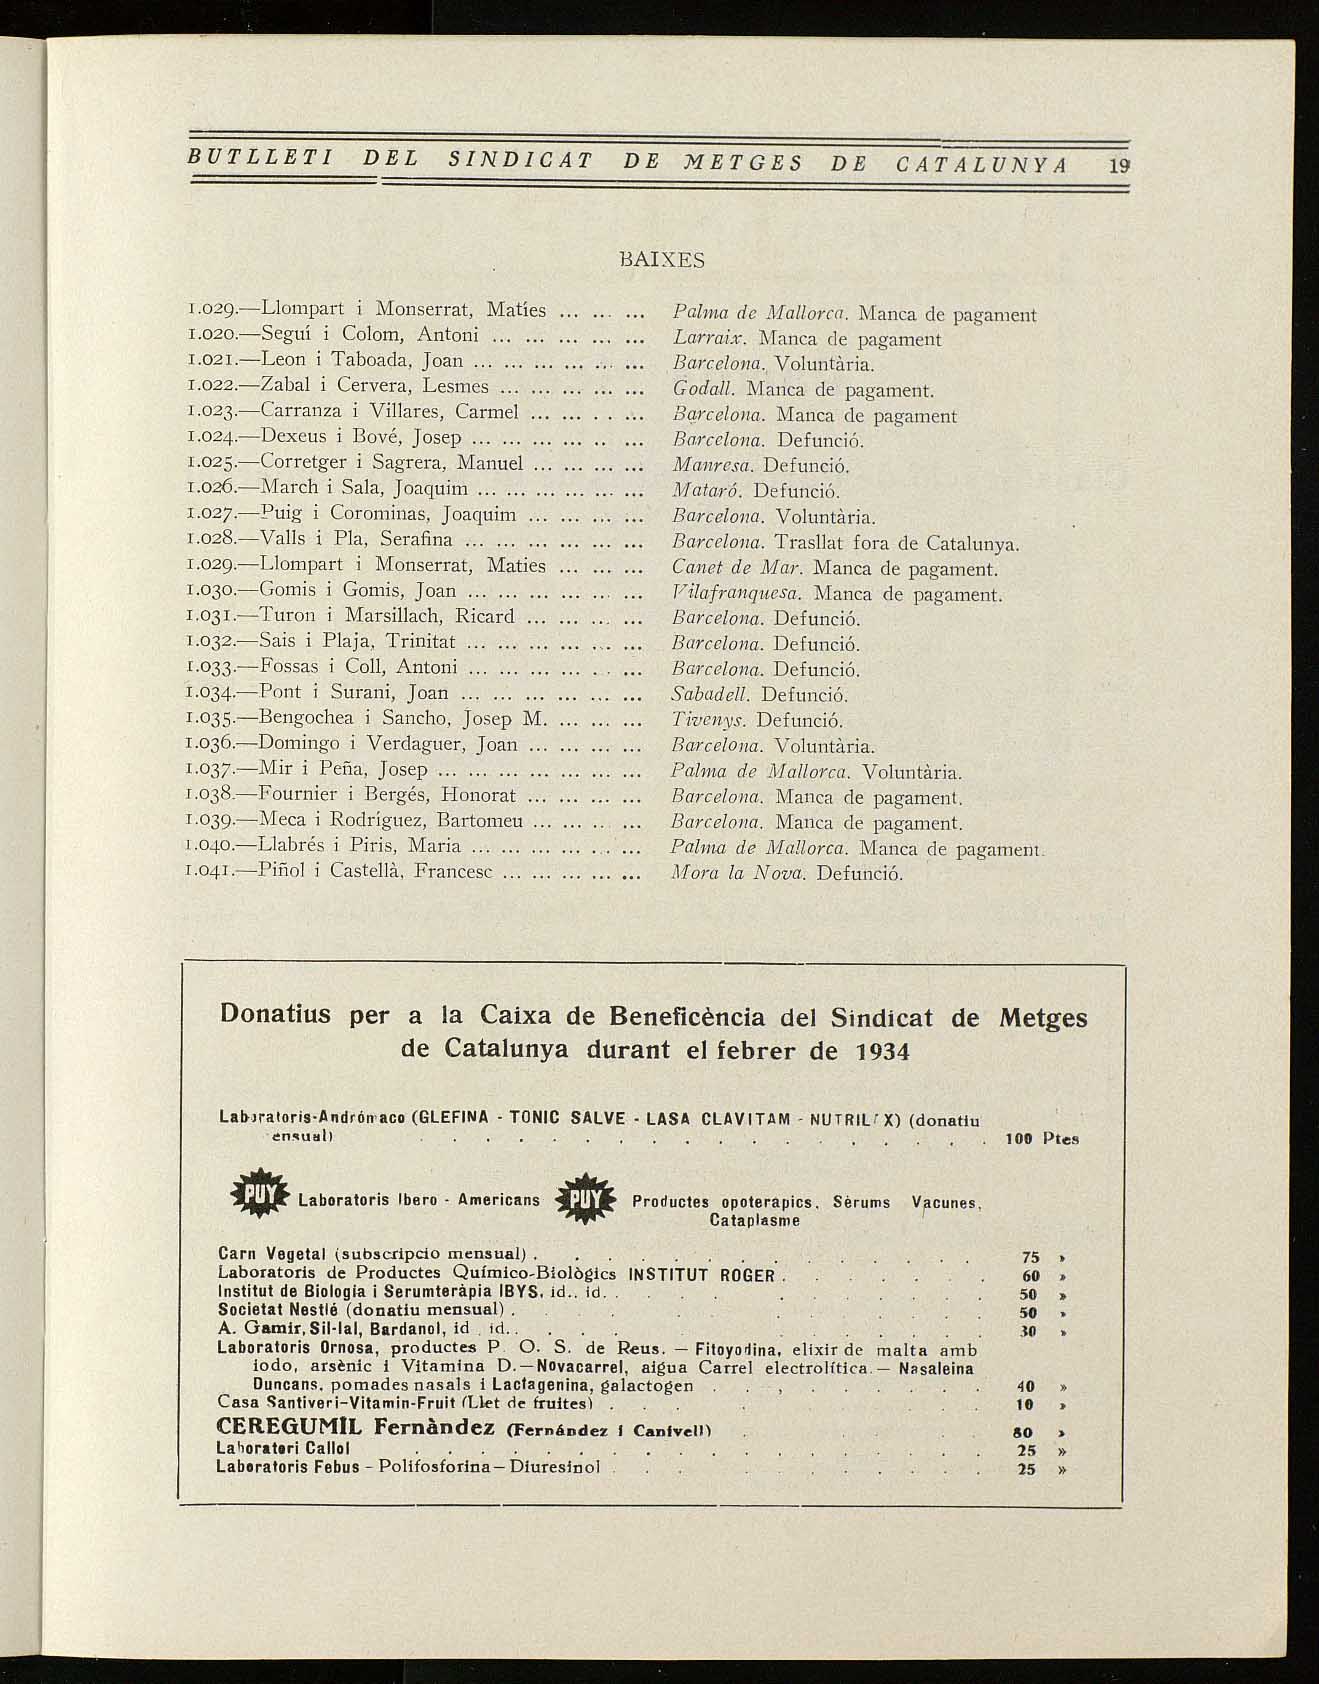 BUTLLETI DEL SINDICAT DE METGES DE CATALUNYA 19
BAIXES
1.029.—Llompart i Monserrat, Matíes ... ... ... Palma de Mallorca. Manca de pagament
1.020.—Seguí i Colom, Antoni ... ... ... ... ... Larraix. Manca de pagament
1.021.—Leon i Taboada, Joan ... ... ... ... ... ... Barcelona. Voluntària.
1.022.—Zabal i Cervera, Lesmes ... ... ... ... ... Godall. Manca de pagament.
1.023.—Carranza i Villares, Carmel ... ... . . ... Barcelona. Manca de pagament
1.024.—Dexeus i Bové, Josep ... ... ... ... .. ... Barcelona. Defunció.
1.025.—Corretger i Sagrera, Manuel ... ... ... ... Manresa. Defunció.
1.026.—March i Sala, Joaquim ... ... ... ... ... ... Mataró. Defunció.
1.027.—Puig i Corominas, Joaquim ... ... ... ... Barcelona. Voluntària.
1.028.—Valls i Pla, Serafina ... ... ... ... ... ... Barcelona. Trasllat fora de Catalunya.
1.029.—Llompart i Monserrat, Maties ... ... ... Canet de Mar. Manca de pagament.
1.030.—Gomis i Gomis, Joan ... ... ... ... ... ... Vilafranquesa. Manca de pagament.
1.031.—Turon i Marsillach, Ricard ... ... ... ... Barcelona. Defunció.
1.032.—Sais i Plaja, Trinitat ... ... ... ... ... ... Barcelona. Defunció.
1.033.—Fossas i Coll, Antoni ... ... ... ... .. ... Barcelona. Defunció.
1.034.—Pont i Surani, Joan ... ... ... ... ... ... Sabadell. Defunció.
1.035.—Bengochea i Sancho, Josep M. ... ... ... Tivenys. Defunció.
1.036.—Domingo i Verdaguer, Joan ... ... ... ... Barcelona. Voluntària.
1.037.—Mir i Peña, Josep ... ... ... ... ... ... ... Palma de Mallorca. Voluntària.
1.038.—Fournier i Bergés, Honorat ... ... ... ... Barcelona. Manca de pagament.
1.039.—Meca i Rodríguez, Bartomeu ... ... .. ... Barcelona. Manca de pagament.
1.040.—Llabrés i Piris, Maria ... ... ... ... ... ... Palma de Mallorca. Manca de pagament.
1.041.—Piñol i Castellà, Francesc ... ... ... ... ... Mora la Nova. Defunció.
Donatius per a la Caixa de Beneficència del Sindicat de Metges
de Catalunya durant el febrer de 1934
Laboratoris-Andrómaco (GLEFINA - TONIC SALVE - LASA CLAVITAM - NUTRIL X) (donatiu
ensual) . . . . . . . . . . . . . . . . . . 100 Ptes
PUY Laboratoris Ibero - Americans PUY Productes opoteràpics, Sèrums Vacunes,
Cataplasme
Carn Vegetal (subscripcio mensual) . . . . . . . . . . . . . . 75 »
Laboratoris de Productes Químico-Biològics INSTITUT ROGER . . . . . . . 60 »
Institut de Biologia i Serumteràpia IBYS, id.. id. . . . . . . . . . . . 50 »
Societat Nestlé (donatiu mensual) . . . . . . . . . 50 »
A. Gamir, Sil-lal, Bardanol, id . id. . . . . . . . . . . . 30 »
Laboratoris Ornosa, productes P. O. S. de Reus. — Fitoyodina, elixir de malta amb
iodo, arsènic i Vitamina D.—Novacarrel, aigua Carrel electrolítica.— Nasaleina
Duncans, pomades nasals i Lactagenina, galactogen . . . . . . . . . 40 »
Casa Santiveri-Vitamin-Fruit (Llet de fruites) . . . . . . . . . 10 »
CEREGUMIL Fernàndez (Fernández i Canivell) . . . . 80 »
Laboratori Callol . . . . . . . . . . . . . . . . . . 25 »
Laboratoris Febus - Polifosforina — Diuresinol . . . . . . . . . . 25 »